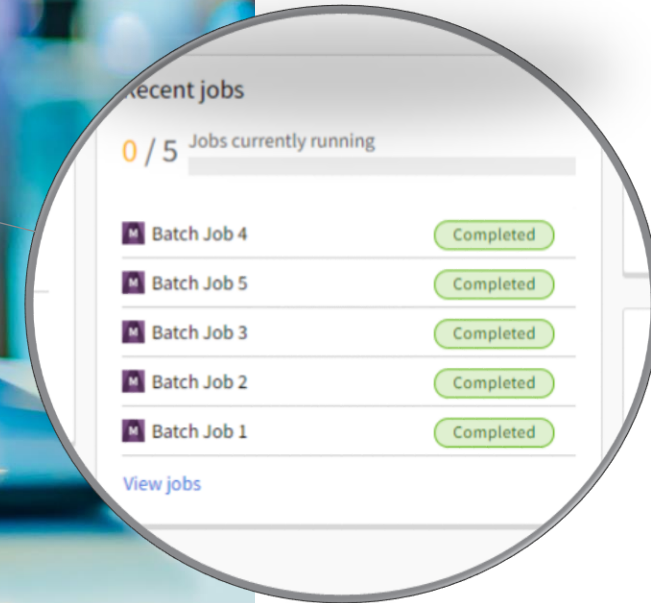 Recent jobs
0 / 5 Jobs currently running
M Batch Job 4 Completed
M Batch Job 5 Completed
M Batch Job 3 Completed
M Batch Job 2 Completed
M Batch Job 1 Completed
View jobs